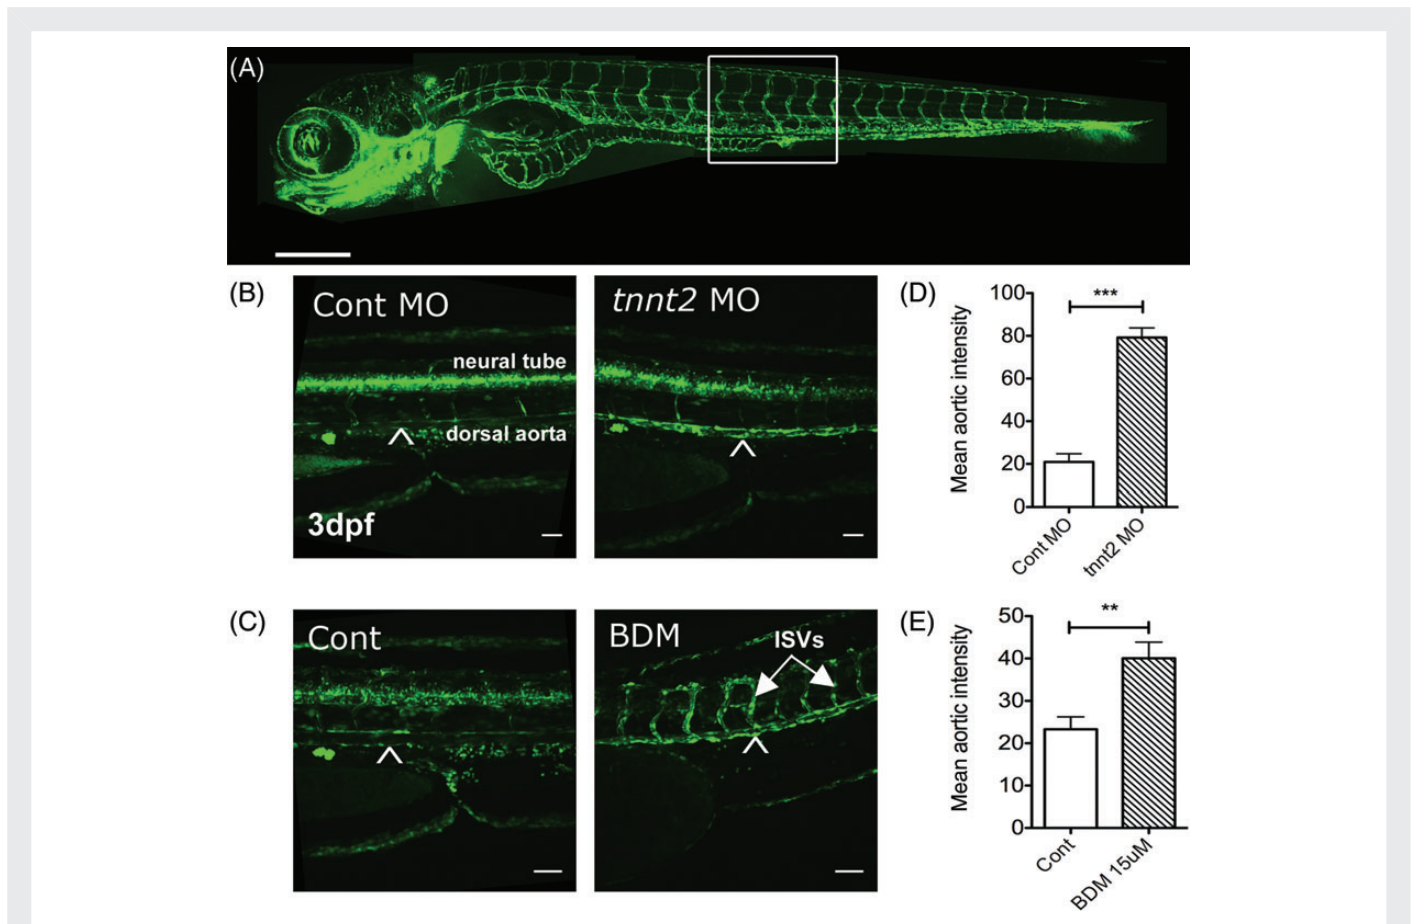 (A)
(B)
Cont MO
neural tube
dorsal aorta
3dpf
tnnt2 MO
(D)
Mean aortic intensity
100
80
60
40
20
0
***
Cont MO
tnnt2 MO
(C)
Cont
BDM
ISVs
(E)
Mean aortic intensity
50
40
30
20
10
0
**
Cont
BDM 15uM